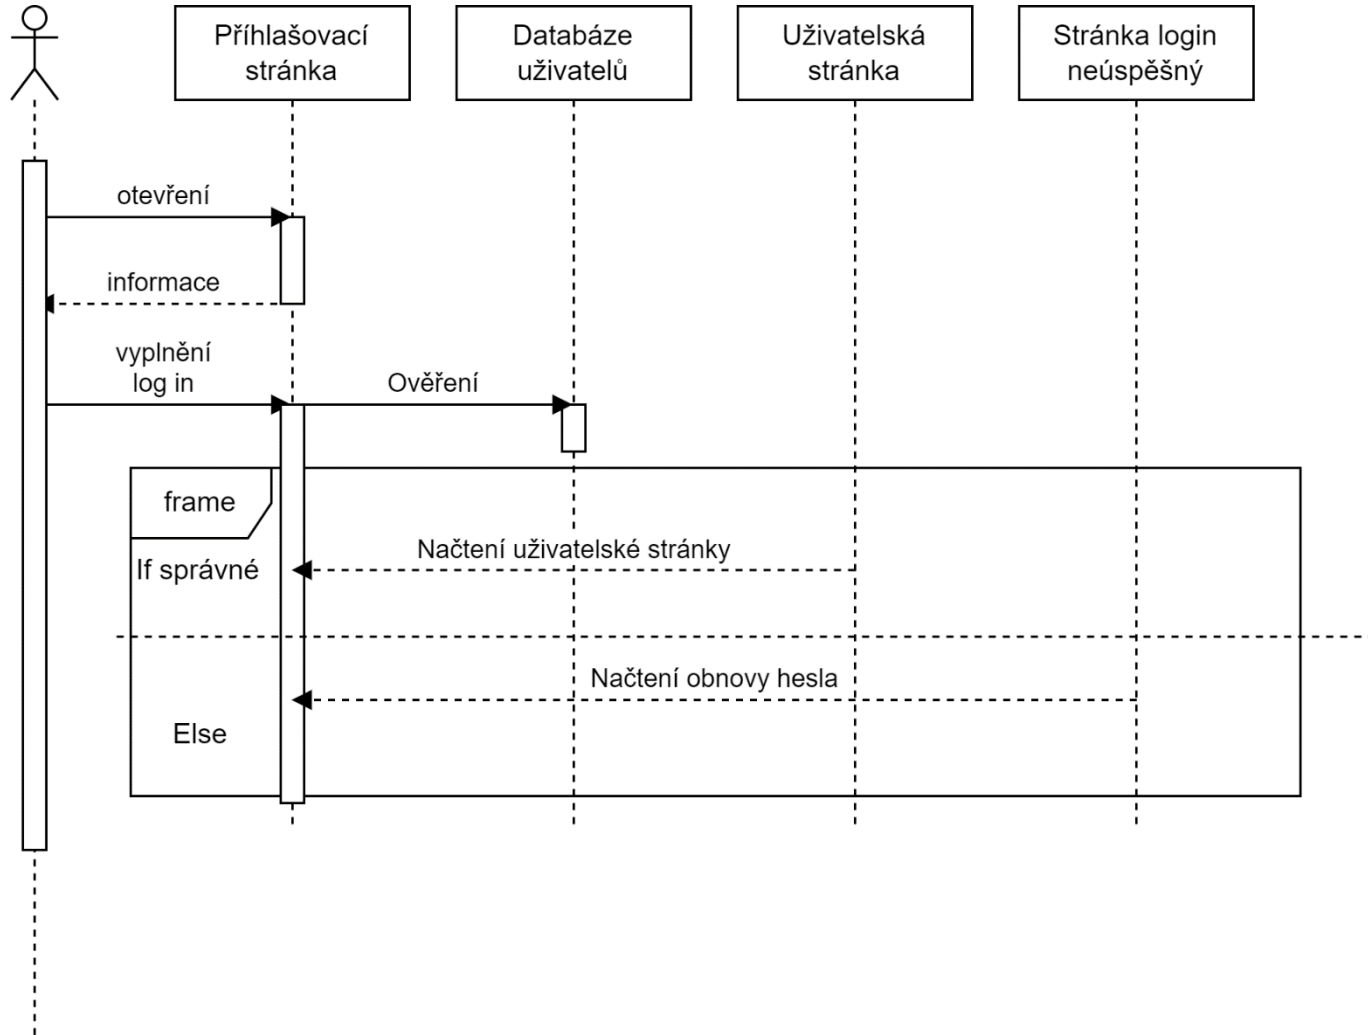 Příhlašovací
stránka
Databáze
uživatelů
Uživatelská
stránka
Stránka login
neúspěšný
otevření
informace
vyplnění
log in
Ověření
frame
If správné
Načtení uživatelské stránky
Načtení obnovy hesla
Else